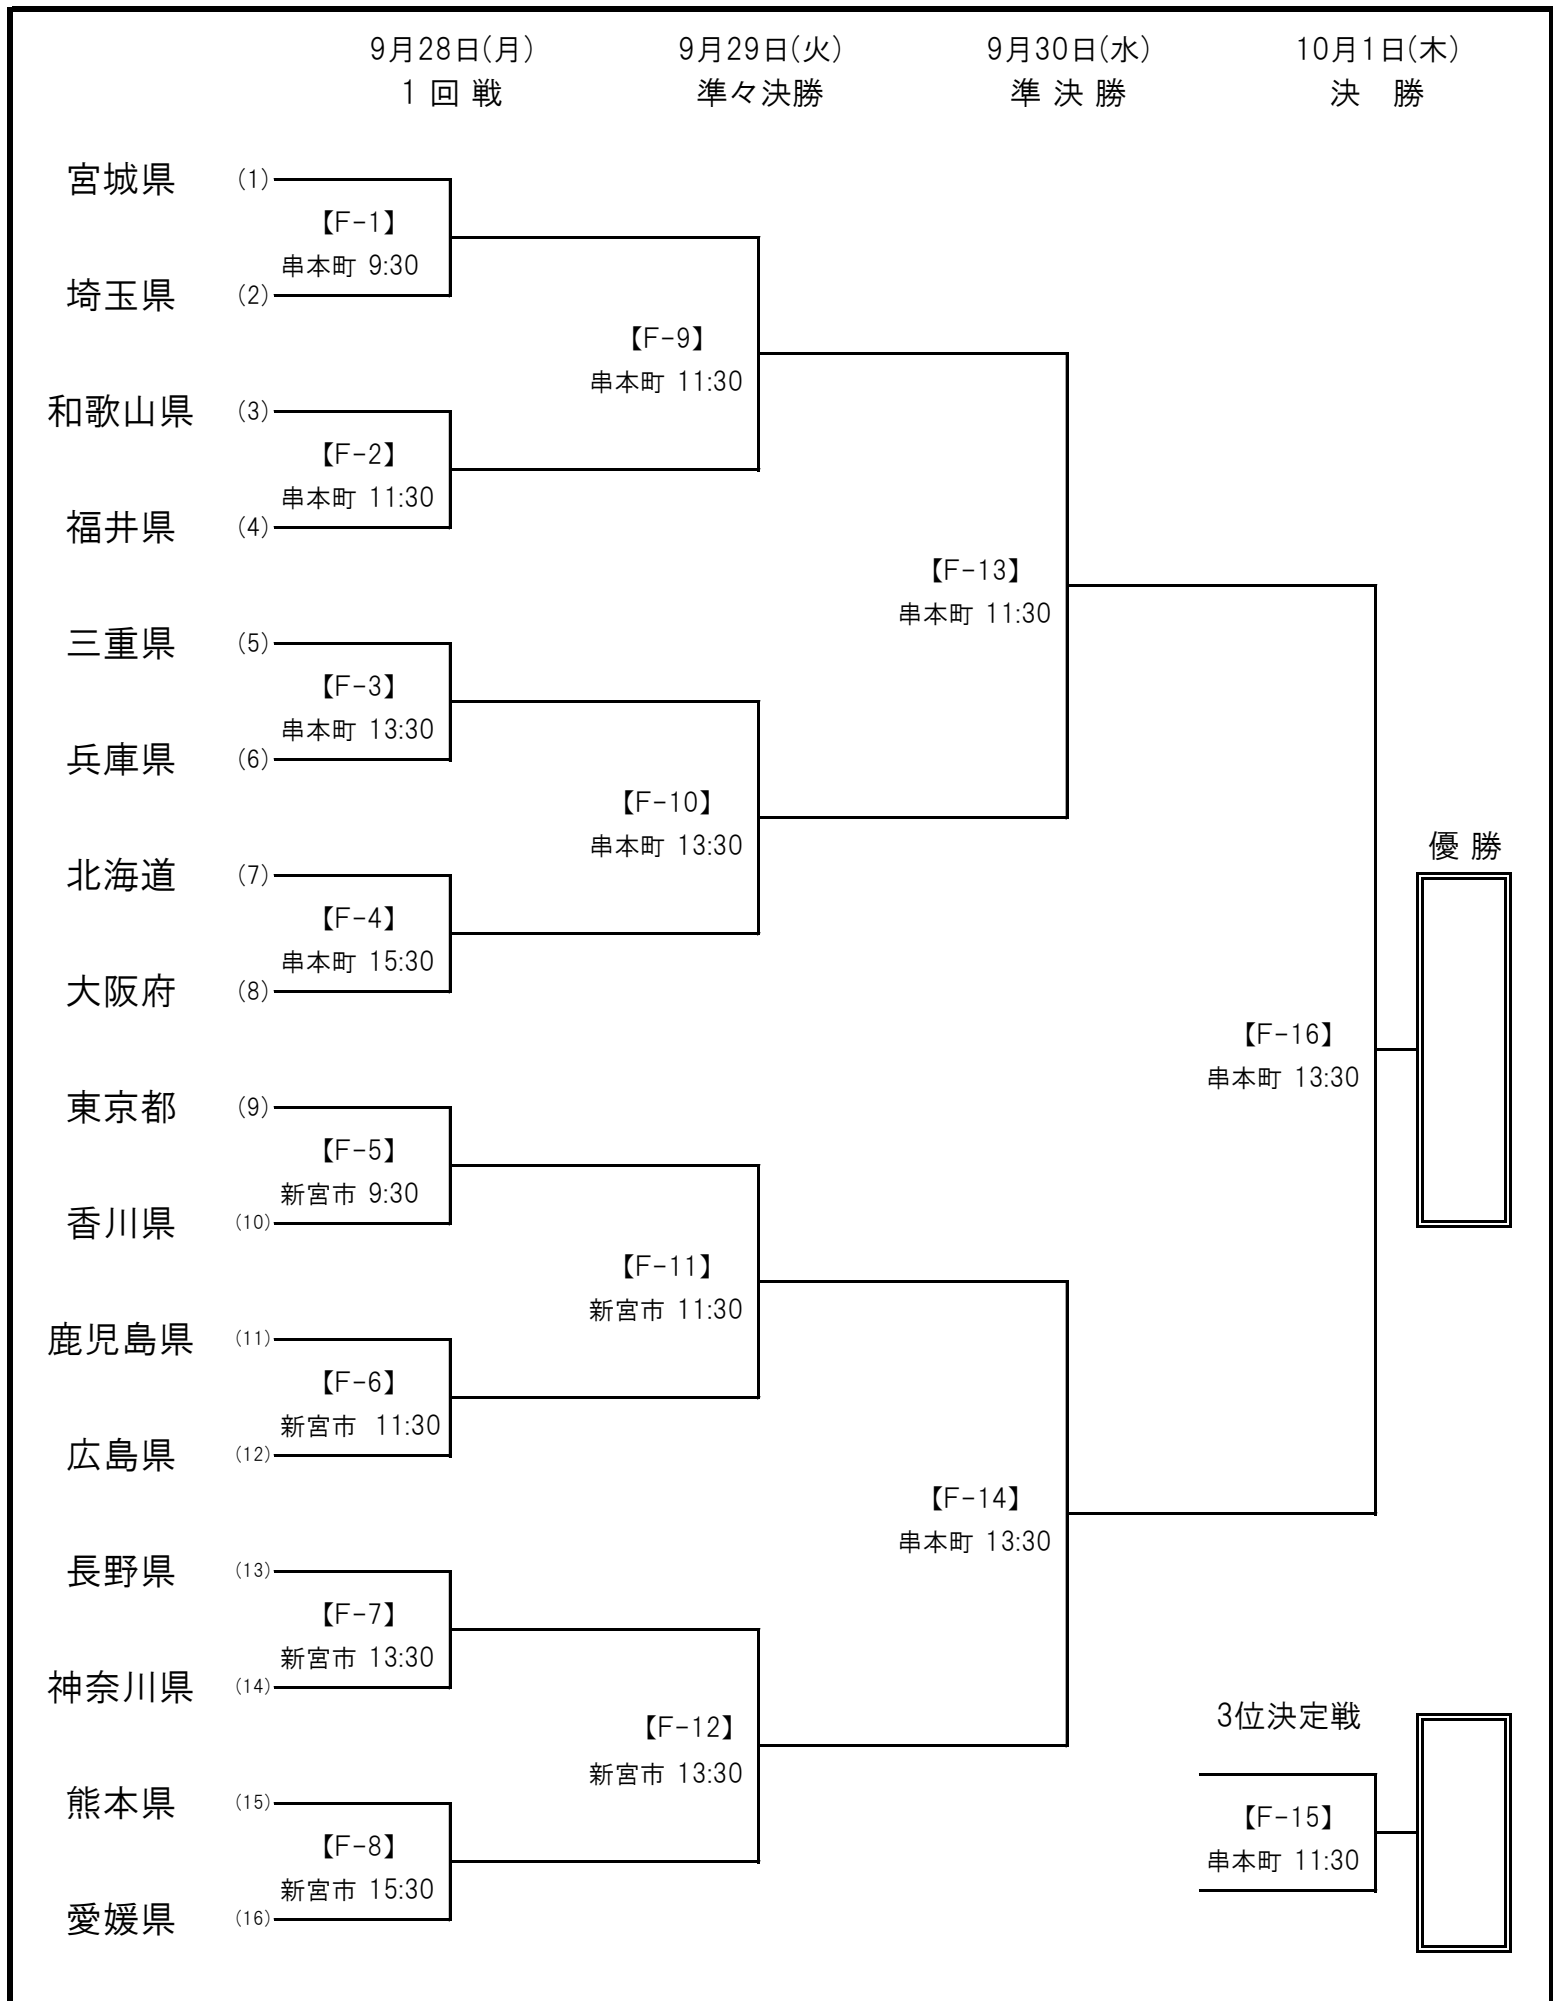 9月28日(月) 9月29日(火) 9月30日(水) 10月1日(木)
1 回 戦 準々決勝 準 決 勝 決 勝
宮城県 (1)
【F-1】
串本町 9:30
埼玉県 (2)
【F-9】
串本町 11:30
和歌山県 (3)
【F-2】
串本町 11:30
福井県 (4)
【F-13】
串本町 11:30
三重県 (5)
【F-3】
串本町 13:30
兵庫県 (6)
【F-10】
串本町 13:30
優 勝
北海道 (7)
【F-4】
串本町 15:30
大阪府 (8)
【F-16】
串本町 13:30
東京都 (9)
【F-5】
新宮市 9:30
香川県 (10)
【F-11】
新宮市 11:30
鹿児島県 (11)
【F-6】
新宮市 11:30
広島県 (12)
【F-14】
串本町 13:30
長野県 (13)
【F-7】
新宮市 13:30
神奈川県 (14)
3位決定戦
【F-12】
新宮市 13:30
熊本県 (15)
【F-15】
串本町 11:30
【F-8】
新宮市 15:30
愛媛県 (16)